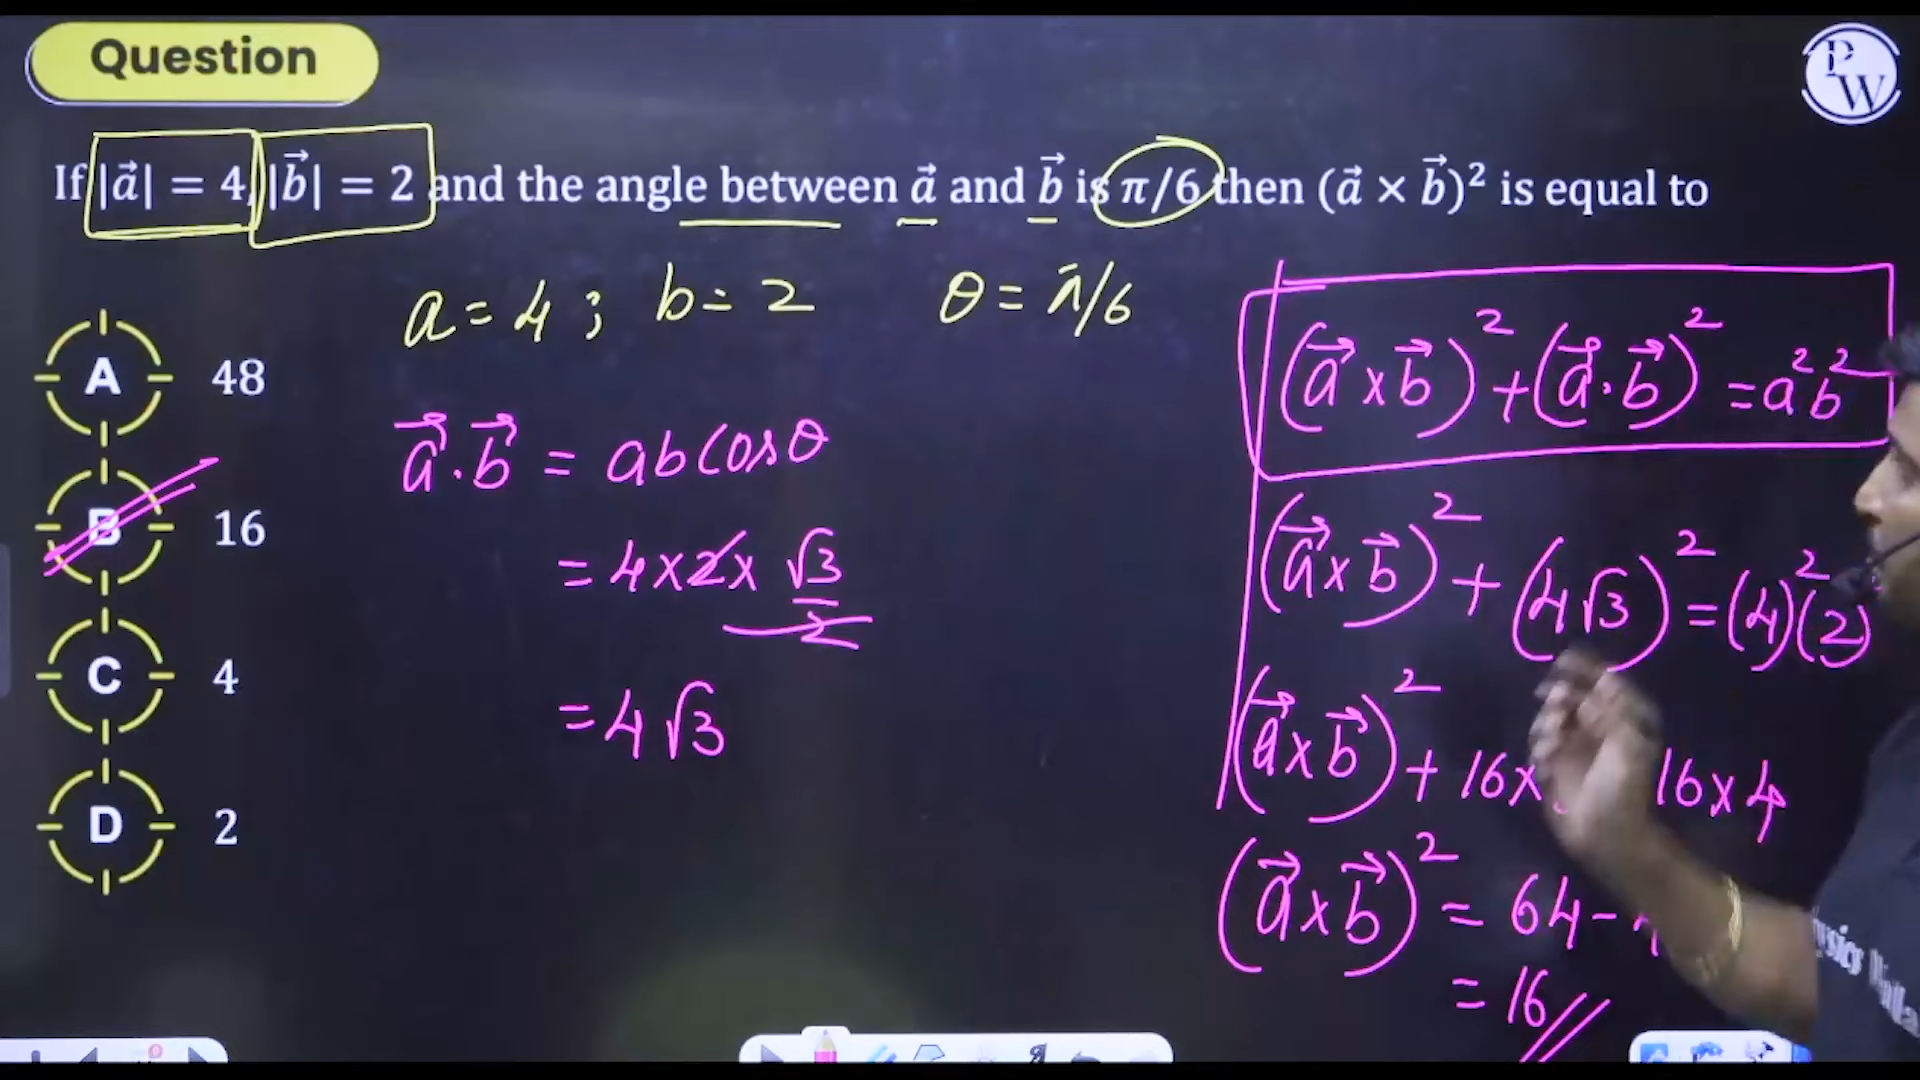 Question
PW
If |a⃗| = 4, |b⃗| = 2 and the angle between a⃗ and b⃗ is π/6 then (a⃗ × b⃗)² is equal to
a = 4 ; b = 2 θ = π/6
A 48
B 16
C 4
D 2
a⃗ . b⃗ = ab cos θ
= 4 × 2 × √3/2
= 4√3
(a⃗ × b⃗)² + (a⃗ . b⃗)² = a²b²
(a⃗ × b⃗)² + (4√3)² = (4)²(2)
(a⃗ × b⃗)² + 16 × 16 × 4
(a⃗ × b⃗)² = 64 -
= 16